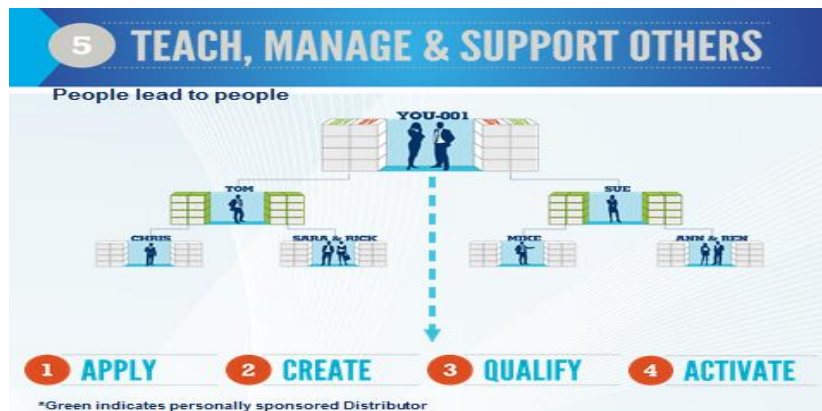 5 TEACH, MANAGE & SUPPORT OTHERS
People lead to people
YOU-001
TOM
SUE
CHRIS
SARA & RICK
MIKE
ANN & BEN
1 APPLY
2 CREATE
3 QUALIFY
4 ACTIVATE
*Green indicates personally sponsored Distributor